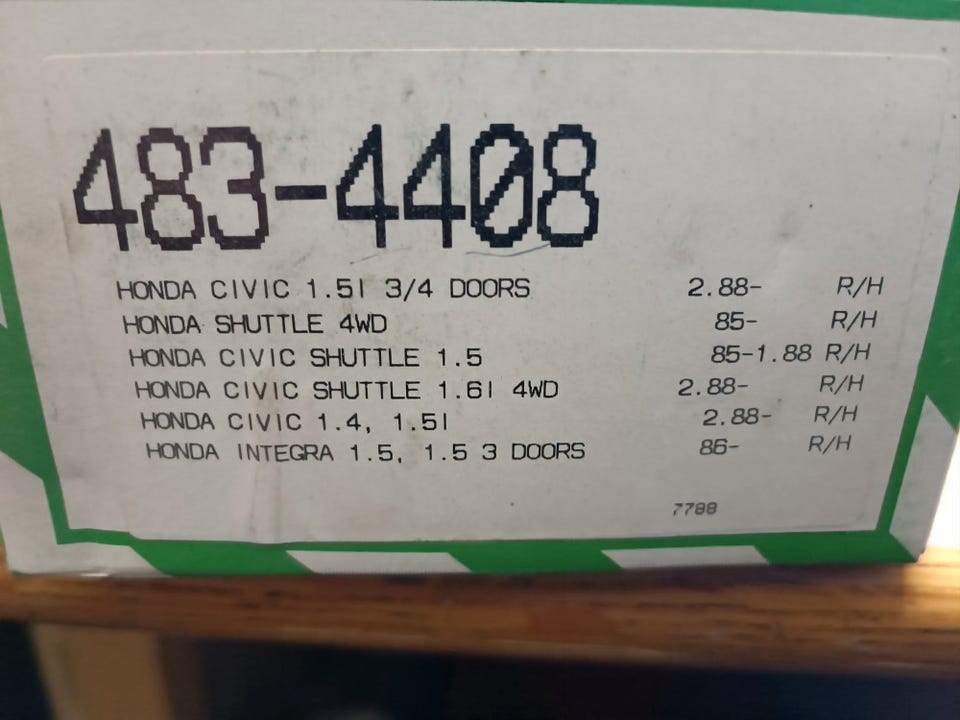 483-4408
HONDA CIVIC 1.5I 3/4 DOORS 2.88- R/H
HONDA SHUTTLE 4WD 85- R/H
HONDA CIVIC SHUTTLE 1.5 85-1.88 R/H
HONDA CIVIC SHUTTLE 1.6I 4WD 2.88- R/H
HONDA CIVIC 1.4, 1.5I 2.88- R/H
HONDA INTEGRA 1.5, 1.5 3 DOORS 86- R/H
7788